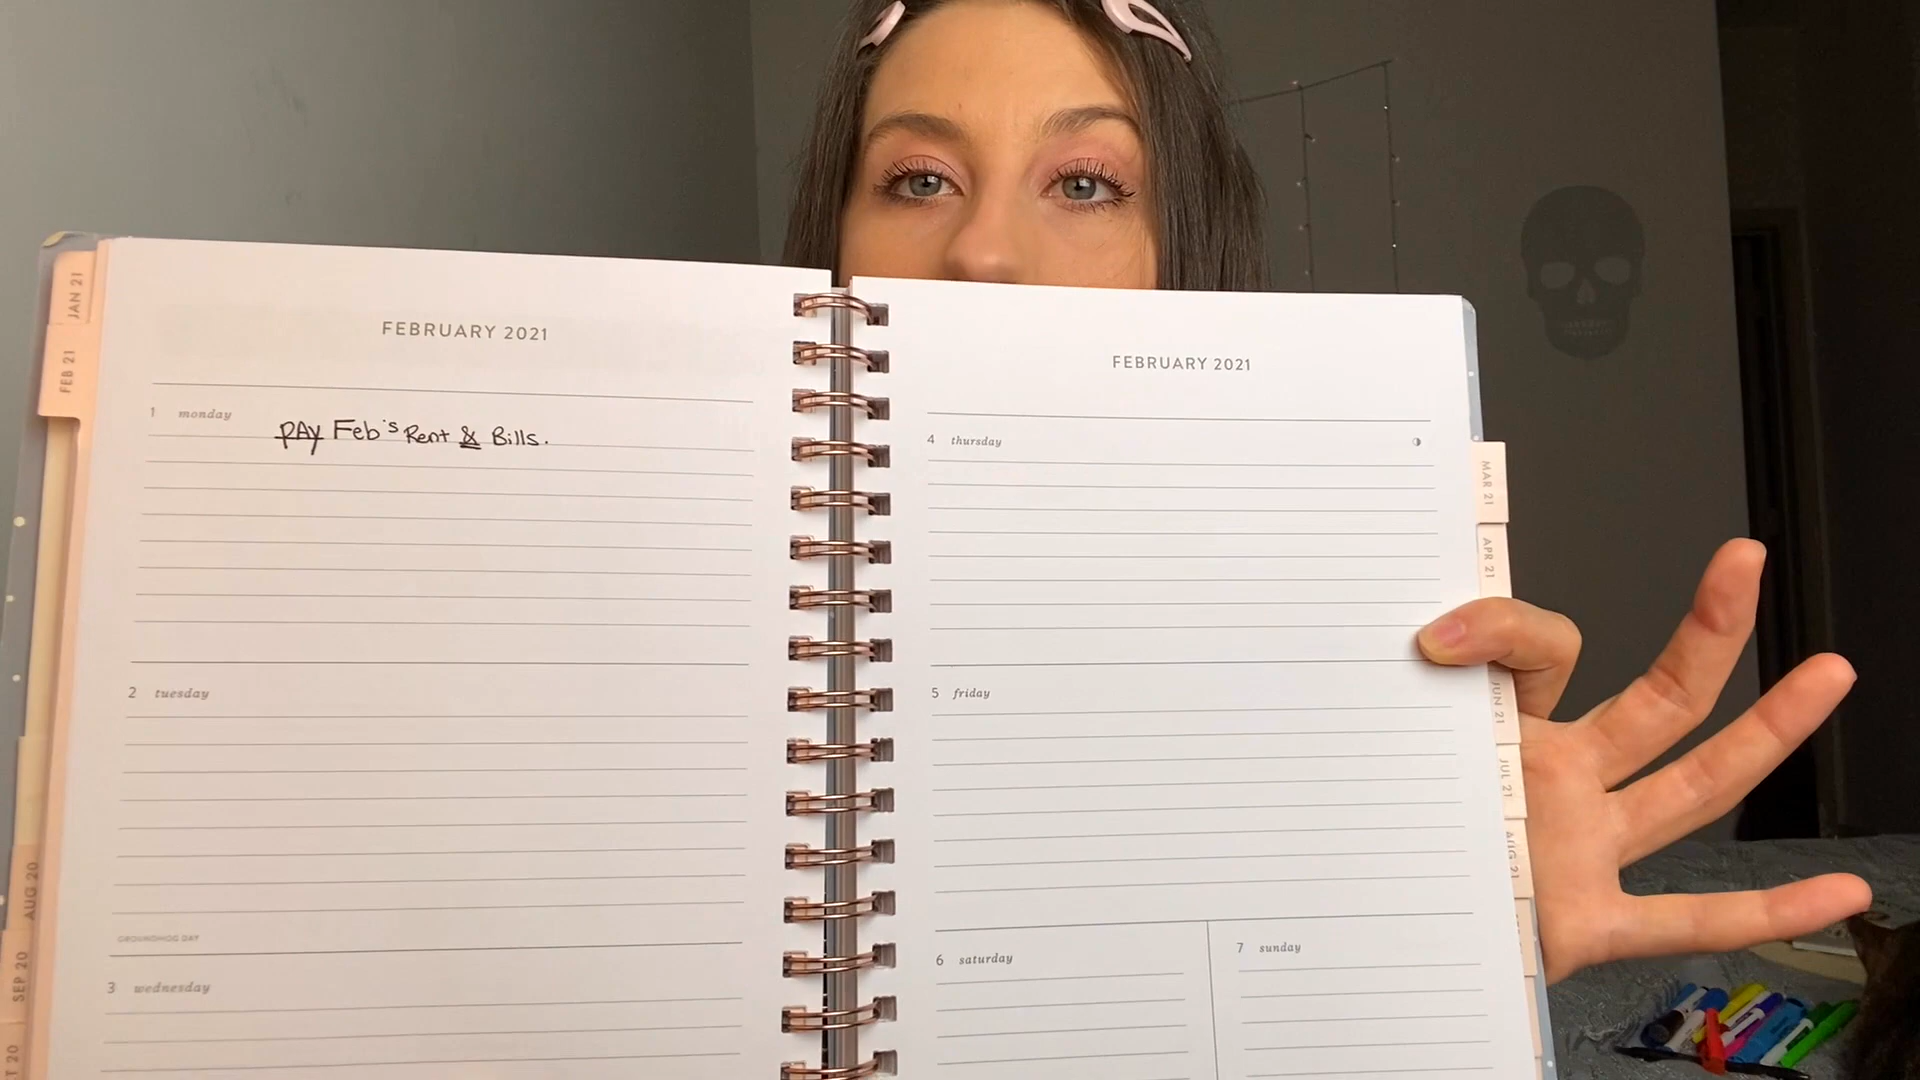 JAN 21
FEB 21
AUG 20
SEP 20
T 20
FEBRUARY 2021
1 monday
PAY Feb's Rent & Bills.
2 tuesday
GROUNDHOG DAY
3 wednesday
FEBRUARY 2021
4 thursday
5 friday
6 saturday
7 sunday
MAR 21
APR 21
JUN 21
JUL 21
AUG 21